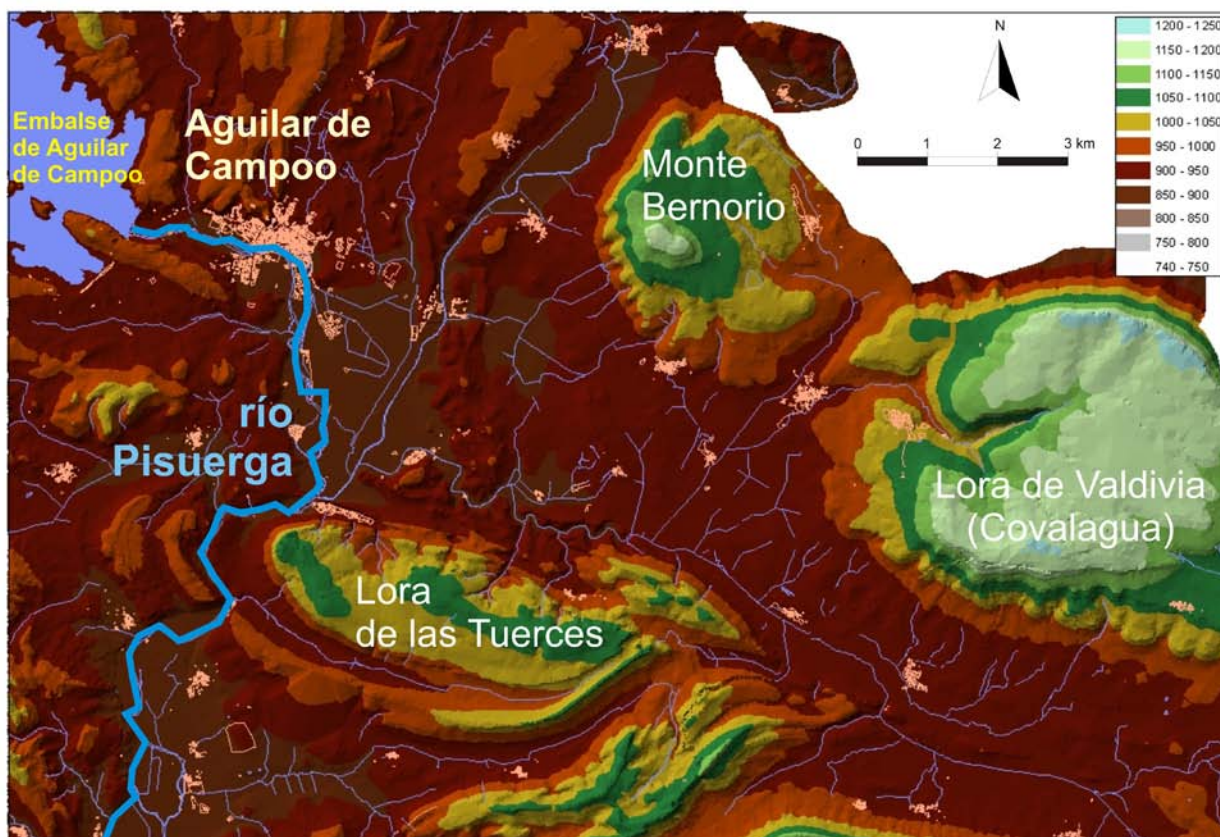 Embalse
de Aguilar
de Campoo
Aguilar de
Campoo
Monte
Bernorio
N
0 1 2 3 km
1200 - 1250
1150 - 1200
1100 - 1150
1050 - 1100
1000 - 1050
950 - 1000
900 - 950
850 - 900
800 - 850
750 - 800
740 - 750
río
Pisuerga
Lora de Valdivia
(Covalagua)
Lora
de las Tuerces